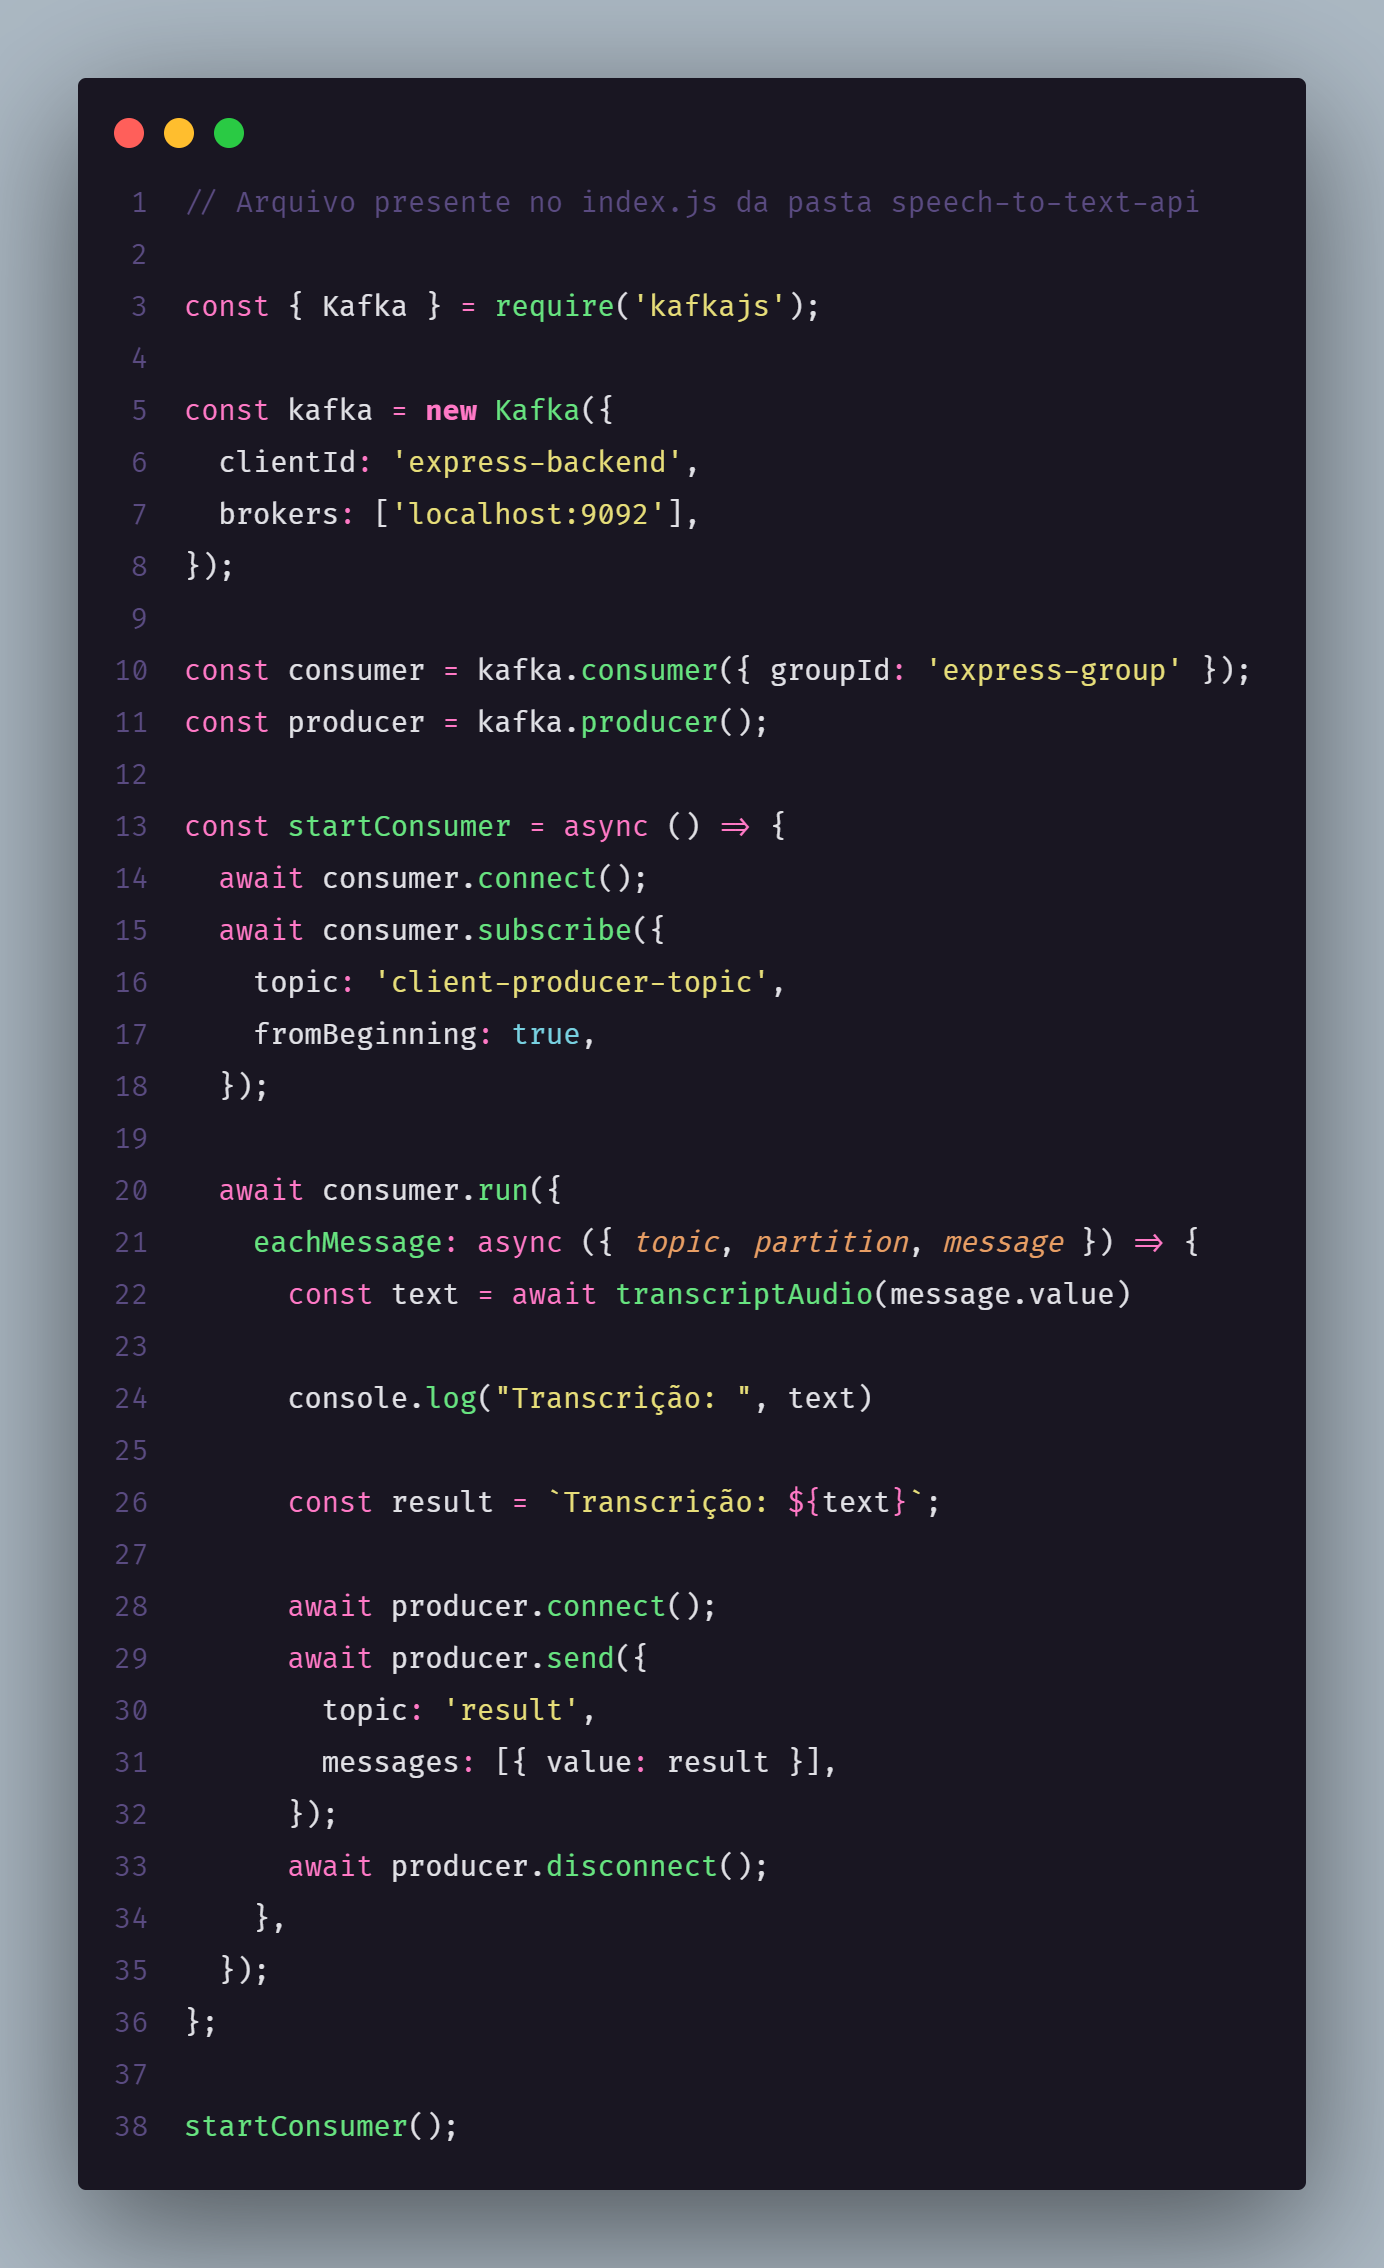 1 // Arquivo presente no index.js da pasta speech-to-text-api
2
3 const { Kafka } = require('kafkajs');
4
5 const kafka = new Kafka({
6   clientId: 'express-backend',
7   brokers: ['localhost:9092'],
8 });
9
10 const consumer = kafka.consumer({ groupId: 'express-group' });
11 const producer = kafka.producer();
12
13 const startConsumer = async () => {
14   await consumer.connect();
15   await consumer.subscribe({
16     topic: 'client-producer-topic',
17     fromBeginning: true,
18   });
19
20   await consumer.run({
21     eachMessage: async ({ topic, partition, message }) => {
22       const text = await transcriptAudio(message.value)
23
24       console.log("Transcrição: ", text)
25
26       const result = `Transcrição: ${text}`;
27
28       await producer.connect();
29       await producer.send({
30         topic: 'result',
31         messages: [{ value: result }],
32       });
33       await producer.disconnect();
34     },
35   });
36 };
37
38 startConsumer();